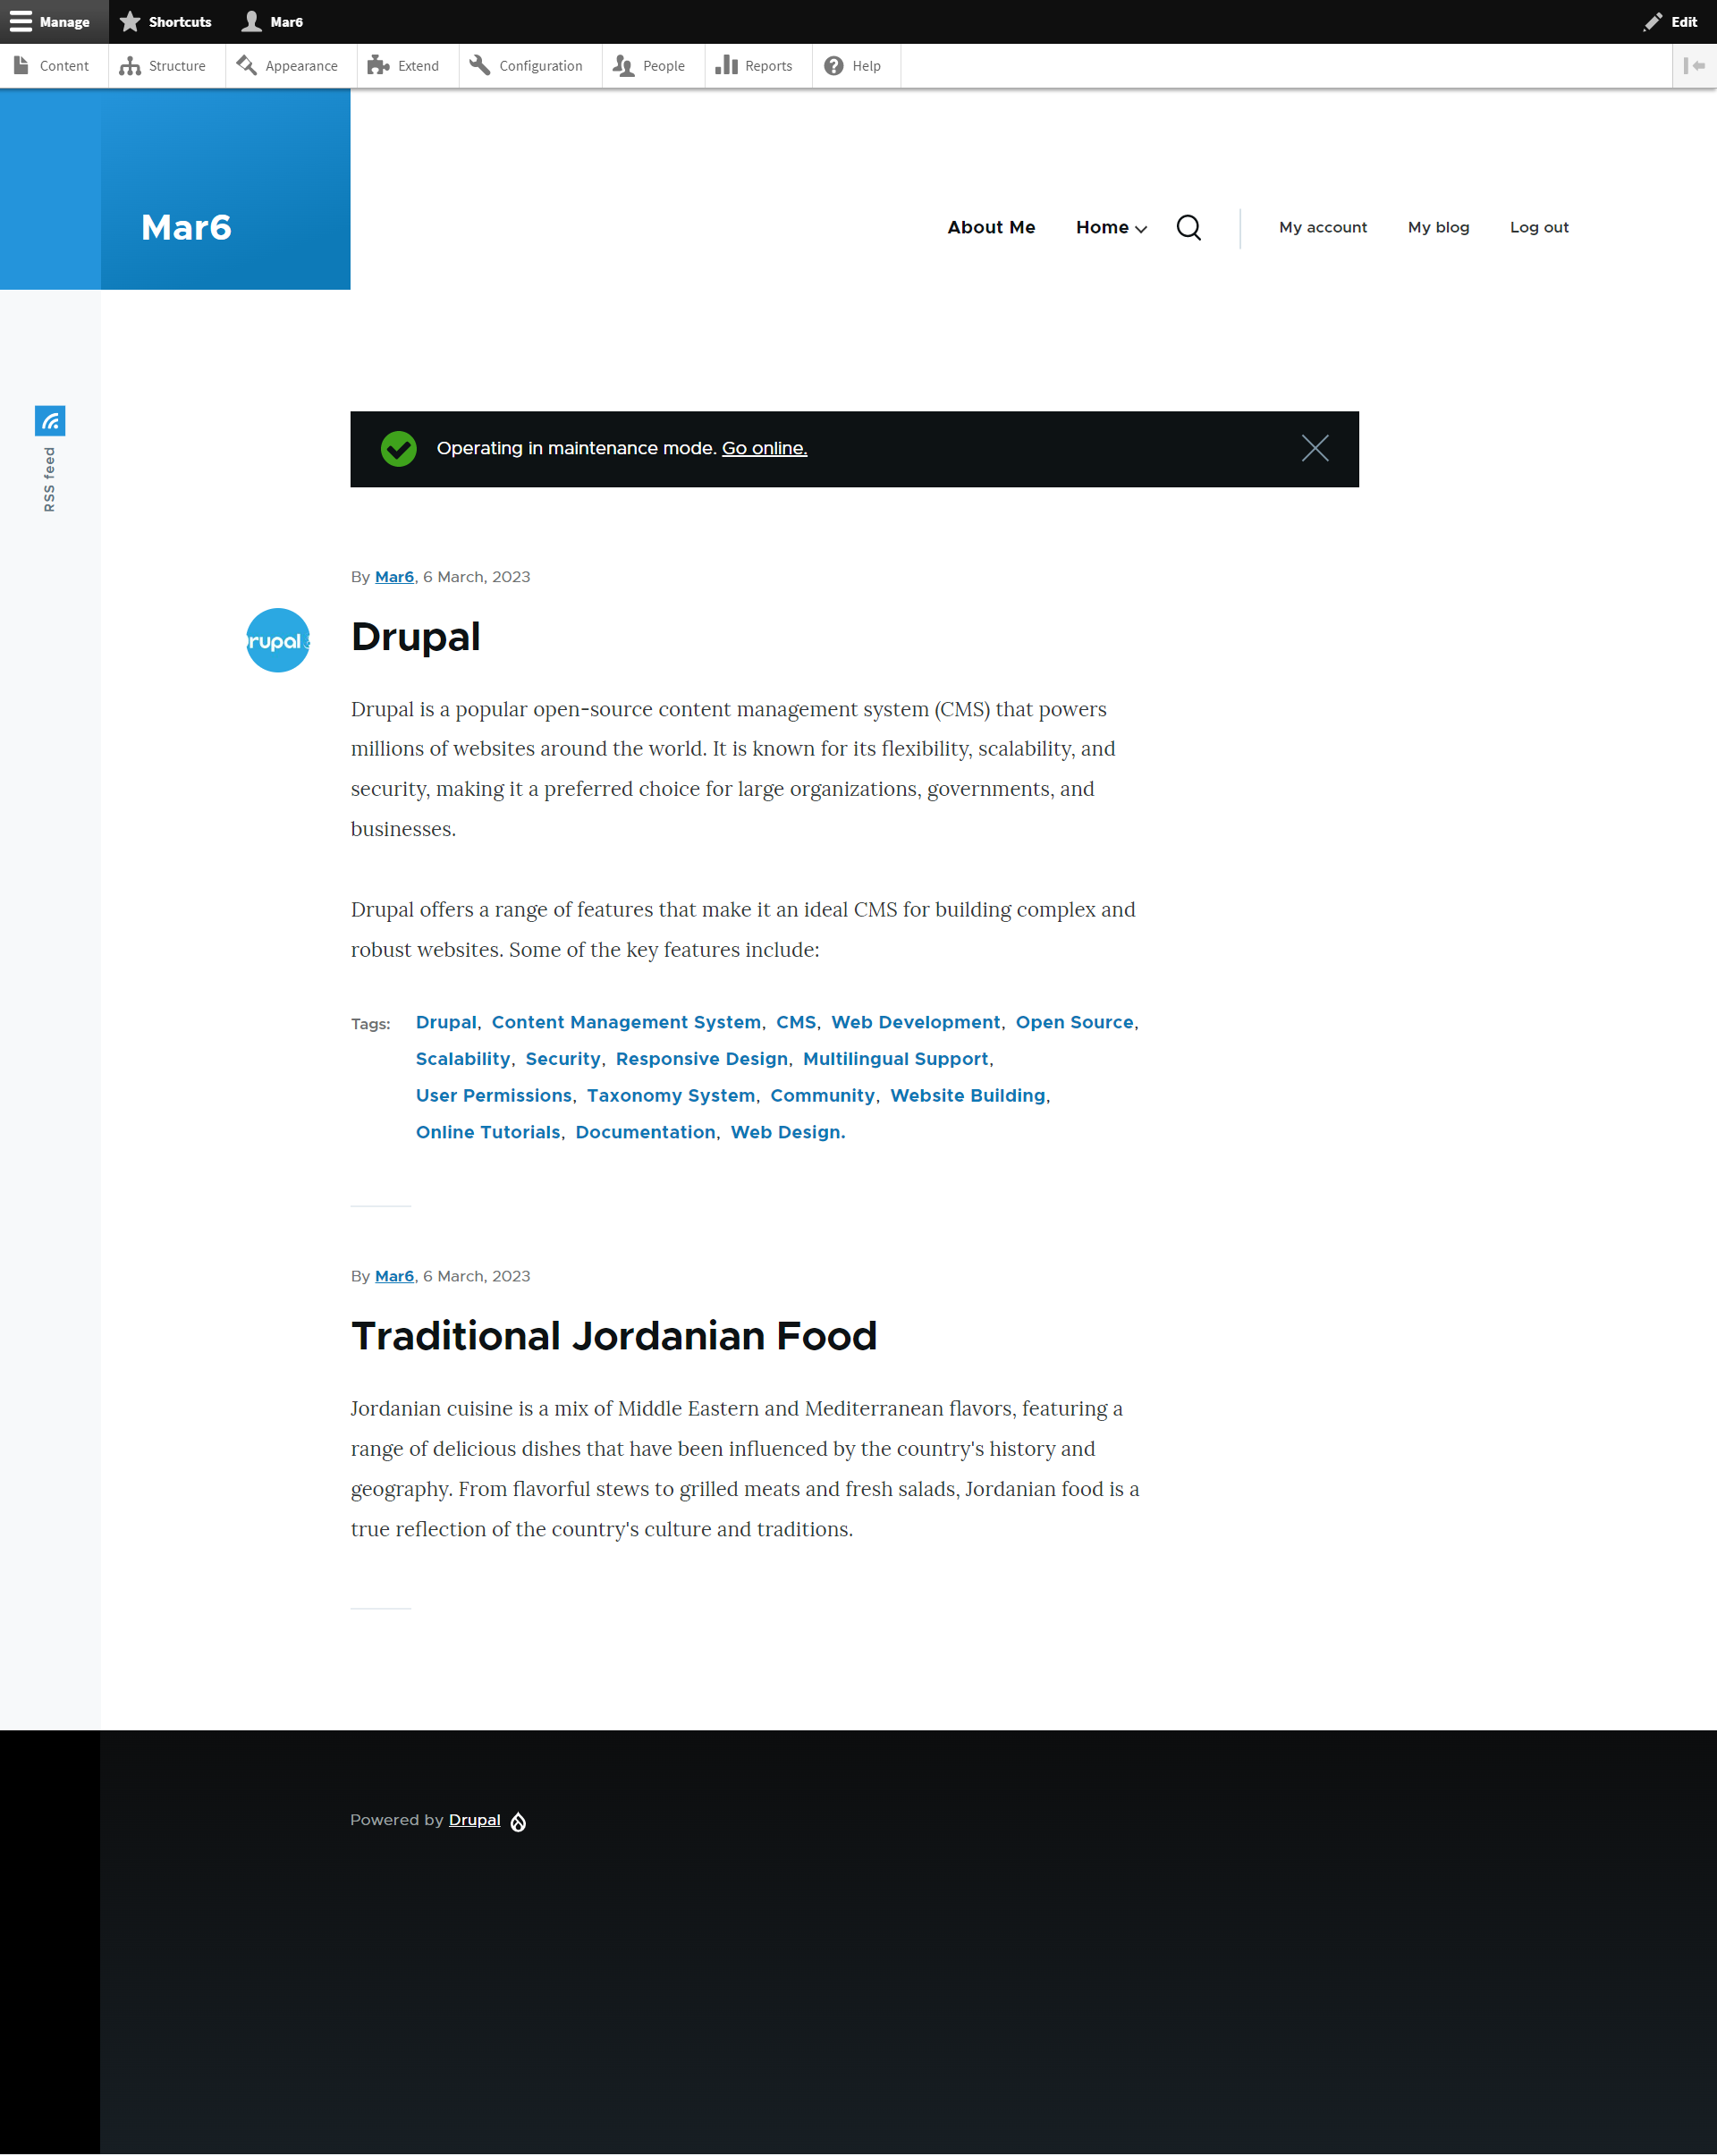 Manage Shortcuts Mar6 Edit
Content Structure Appearance Extend Configuration People Reports Help
Mar6
About Me Home My account My blog Log out
RSS feed
Operating in maintenance mode. Go online.
By Mar6, 6 March, 2023
rupal
Drupal
Drupal is a popular open-source content management system (CMS) that powers
millions of websites around the world. It is known for its flexibility, scalability, and
security, making it a preferred choice for large organizations, governments, and
businesses.
Drupal offers a range of features that make it an ideal CMS for building complex and
robust websites. Some of the key features include:
Tags: Drupal, Content Management System, CMS, Web Development, Open Source,
Scalability, Security, Responsive Design, Multilingual Support,
User Permissions, Taxonomy System, Community, Website Building,
Online Tutorials, Documentation, Web Design.
By Mar6, 6 March, 2023
Traditional Jordanian Food
Jordanian cuisine is a mix of Middle Eastern and Mediterranean flavors, featuring a
range of delicious dishes that have been influenced by the country's history and
geography. From flavorful stews to grilled meats and fresh salads, Jordanian food is a
true reflection of the country's culture and traditions.
Powered by Drupal